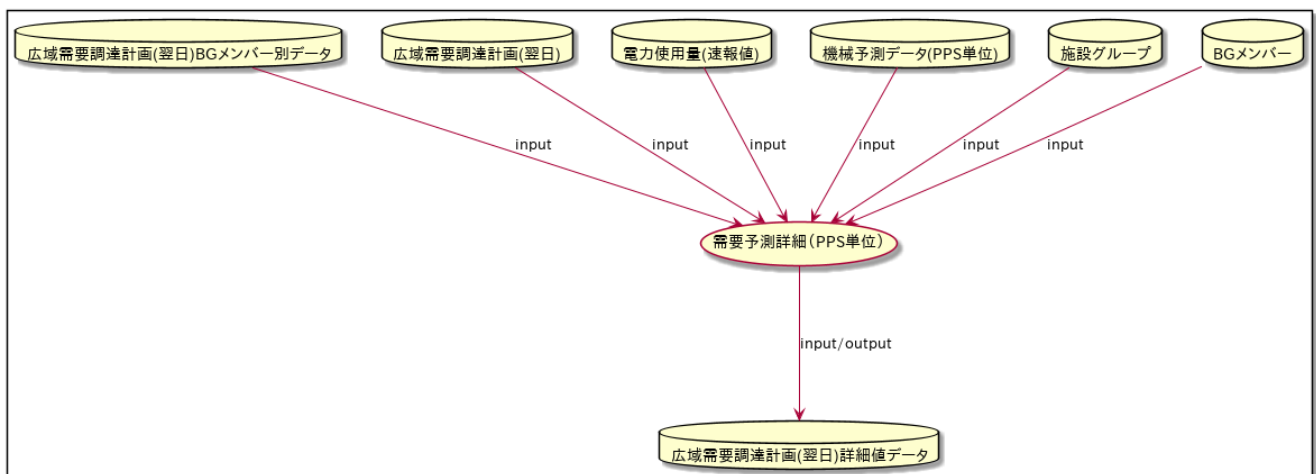 広域需要調達計画(翌日)BGメンバー別データ
広域需要調達計画(翌日)
電力使用量(速報値)
機械予測データ(PPS単位)
施設グループ
BGメンバー
input
input
input
input
input
input
需要予測詳細(PPS単位)
input/output
広域需要調達計画(翌日)詳細値データ